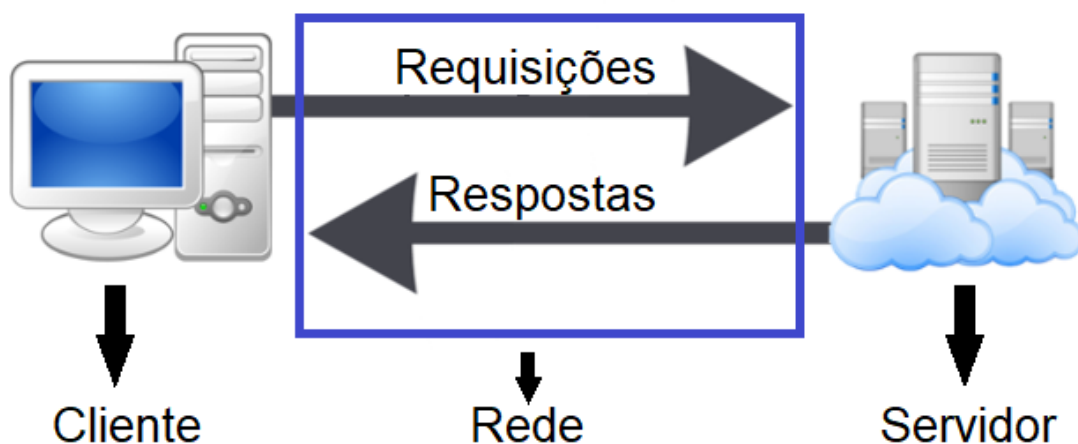 Requisições
Respostas
Cliente
Rede
Servidor